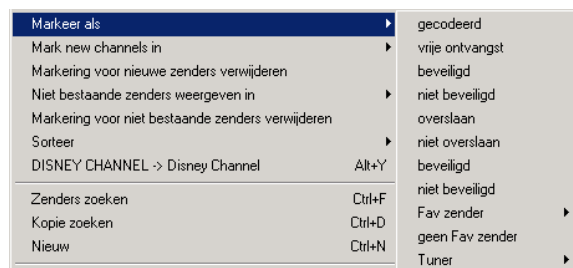 Markeer als
Mark new channels in
Markering voor nieuwe zenders verwijderen
Niet bestaande zenders weergeven in
Markering voor niet bestaande zenders verwijderen
Sorteer
DISNEY CHANNEL -> Disney Channel Alt+Y
Zenders zoeken Ctrl+F
Kopie zoeken Ctrl+D
Nieuw Ctrl+N
gecodeerd
vrije ontvangst
beveiligd
niet beveiligd
overslaan
niet overslaan
beveiligd
niet beveiligd
Fav zender
geen Fav zender
Tuner